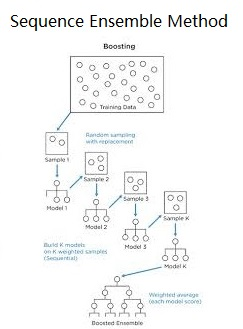 Sequence Ensemble Method
Boosting
Training Data
Random sampling
with replacement
Sample 1
Sample 2
Sample 3
Sample K
Model 1
Model 2
Model 3
Model K
Build K models
on K weighted samples
(Sequential)
Weighted average
(each model score)
Boosted Ensemble